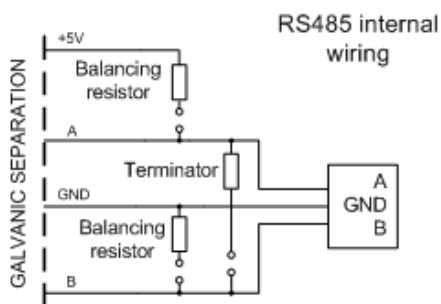 RS485 internal
wiring
+5V
Balancing
resistor
A
Terminator
GND
Balancing
resistor
B
A
GND
B
GALVANIC SEPARATION